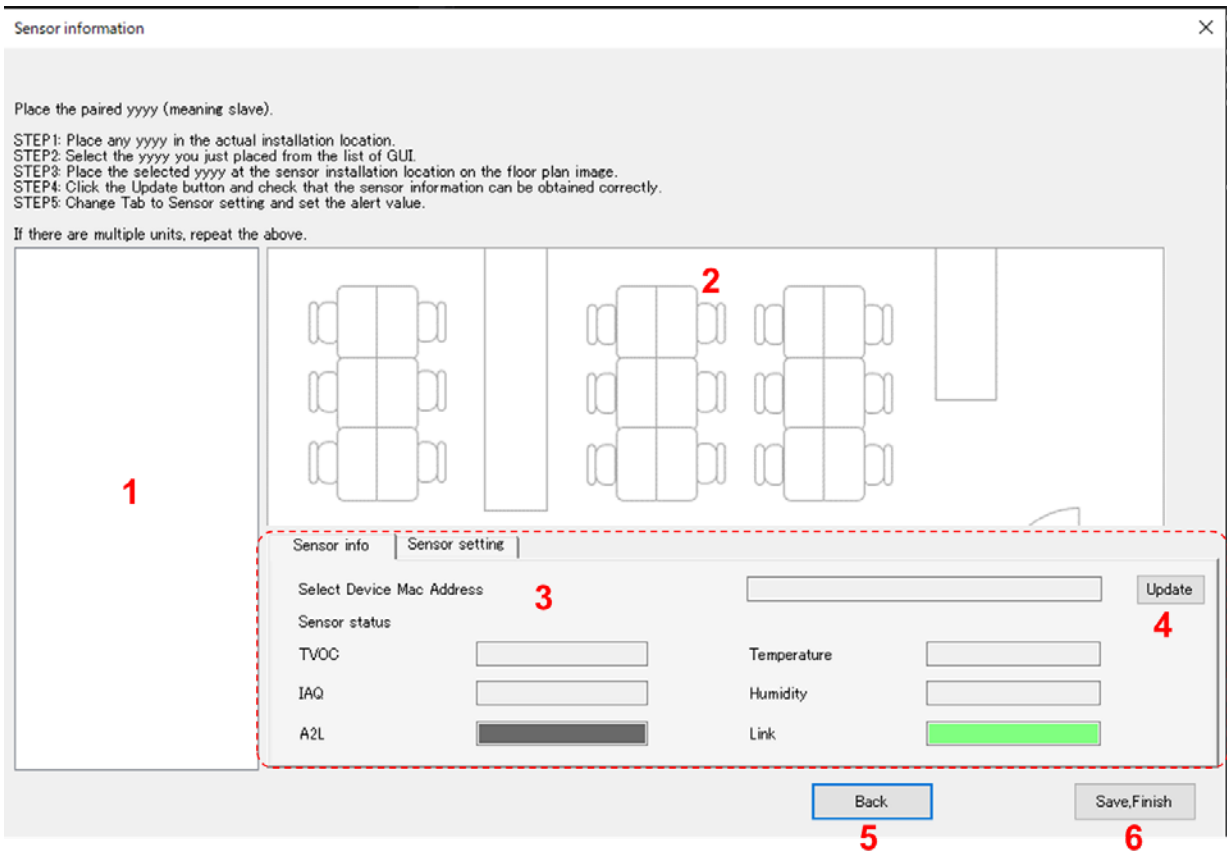 Sensor information
Place the paired yyyy (meaning slave).
STEP1: Place any yyyy in the actual installation location.
STEP2: Select the yyyy you just placed from the list of GUI.
STEP3: Place the selected yyyy at the sensor installation location on the floor plan image.
STEP4: Click the Update button and check that the sensor information can be obtained correctly.
STEP5: Change Tab to Sensor setting and set the alert value.
If there are multiple units, repeat the above.
2
1
Sensor info Sensor setting
Select Device Mac Address 3 Update
4
Sensor status
TVOC Temperature
IAQ Humidity
A2L Link
Back Save,Finish
5 6